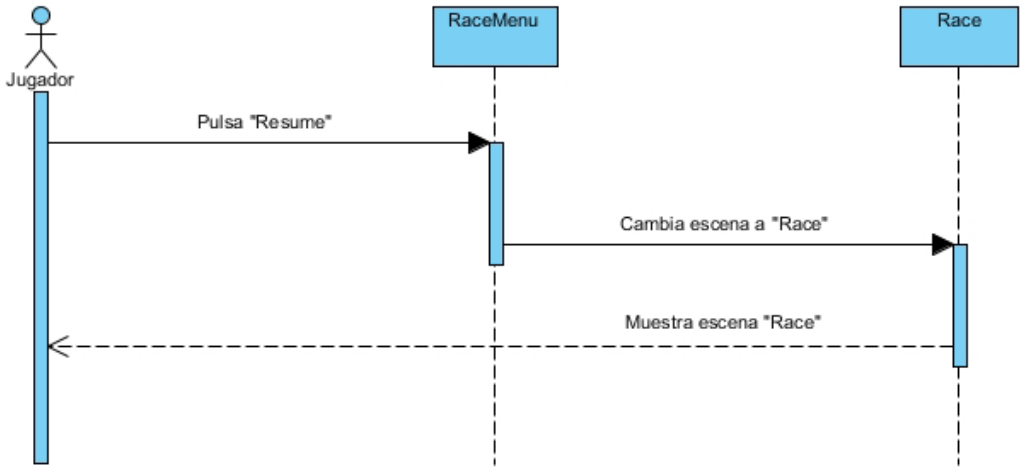 RaceMenu
Race
Jugador
Pulsa "Resume"
Cambia escena a "Race"
Muestra escena "Race"